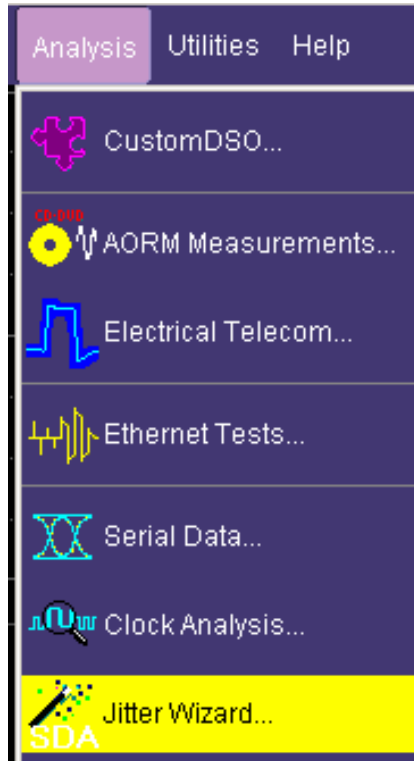 Analysis Utilities Help
CustomDSO...
CD-DVD
AORM Measurements...
Electrical Telecom...
Ethernet Tests...
Serial Data...
Clock Analysis...
Jitter Wizard...
SDA